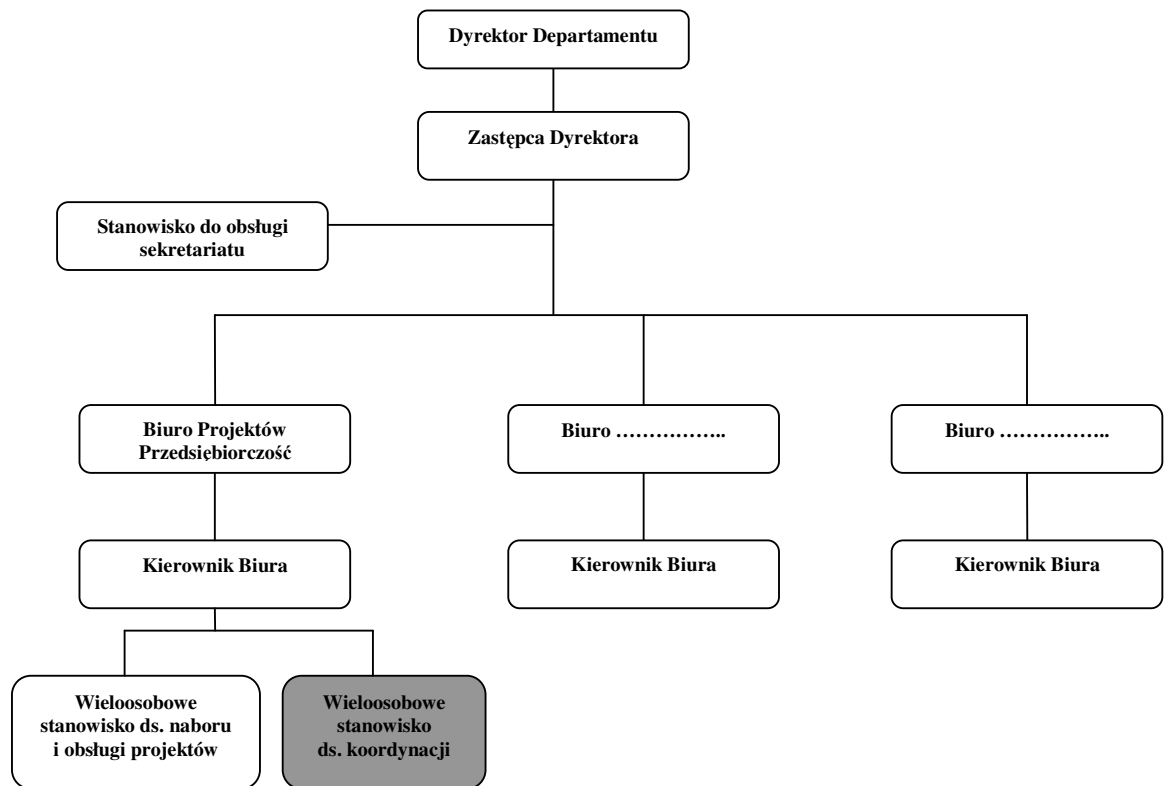 Dyrektor Departamentu
Zastępca Dyrektora
Stanowisko do obsługi
sekretariatu
Biuro Projektów
Przedsiębiorczość
Biuro ……………..
Biuro ……………..
Kierownik Biura
Kierownik Biura
Kierownik Biura
Wieloosobowe
stanowisko ds. naboru
i obsługi projektów
Wieloosobowe
stanowisko
ds. koordynacji